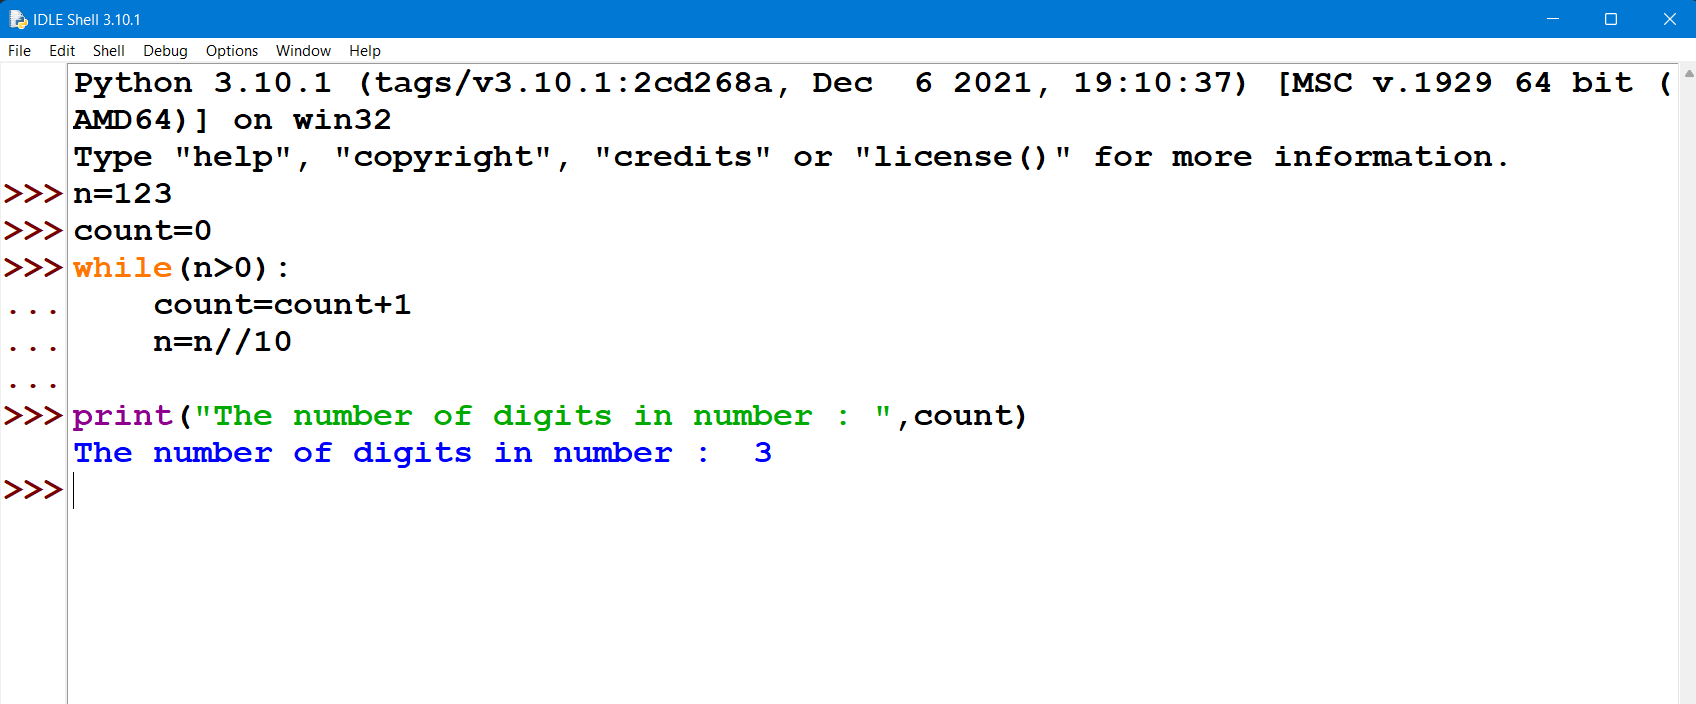 IDLE Shell 3.10.1
File Edit Shell Debug Options Window Help
Python 3.10.1 (tags/v3.10.1:2cd268a, Dec  6 2021, 19:10:37) [MSC v.1929 64 bit (
AMD64)] on win32
Type "help", "copyright", "credits" or "license()" for more information.
>>> n=123
>>> count=0
>>> while(n>0):
...     count=count+1
...     n=n//10
...
>>> print("The number of digits in number : ",count)
The number of digits in number :  3
>>>